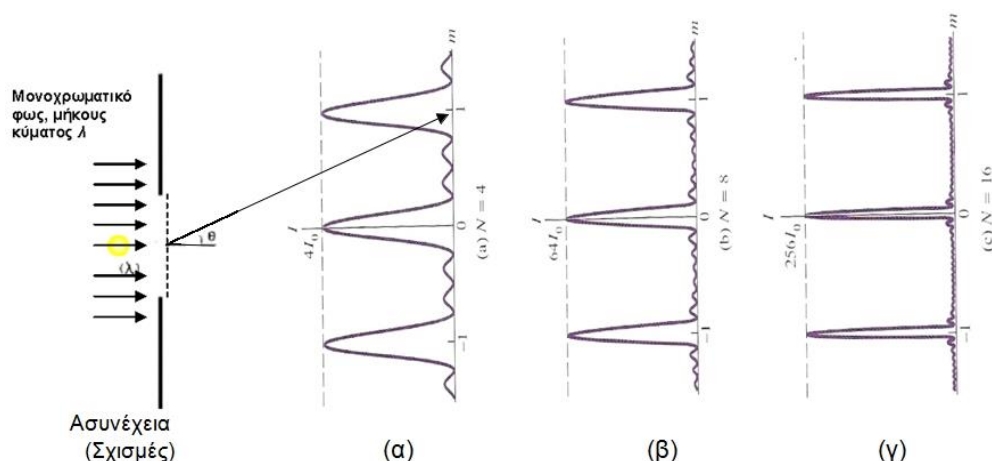 Μονοχρωματικό
φως, μήκους
κύματος λ
(λ)
θ
Ασυνέχεια
(Σχισμές)
m
1
0
−1
I
4I₀
(a) N = 4
(α)
m
1
0
−1
I
64I₀
(b) N = 8
(β)
m
1
0
−1
I
256I₀
(c) N = 16
(γ)